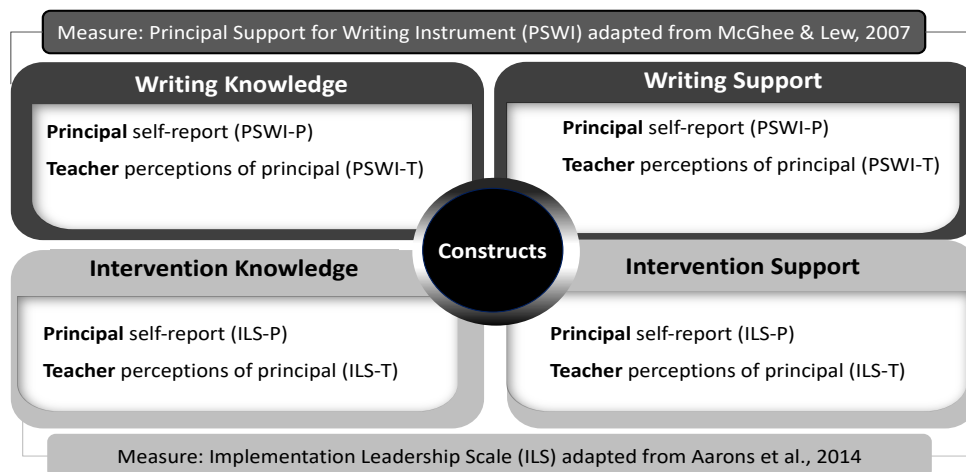 Measure: Principal Support for Writing Instrument (PSWI) adapted from McGhee & Lew, 2007
Writing Knowledge
Principal self-report (PSWI-P)
Teacher perceptions of principal (PSWI-T)
Writing Support
Principal self-report (PSWI-P)
Teacher perceptions of principal (PSWI-T)
Constructs
Intervention Knowledge
Principal self-report (ILS-P)
Teacher perceptions of principal (ILS-T)
Intervention Support
Principal self-report (ILS-P)
Teacher perceptions of principal (ILS-T)
Measure: Implementation Leadership Scale (ILS) adapted from Aarons et al., 2014